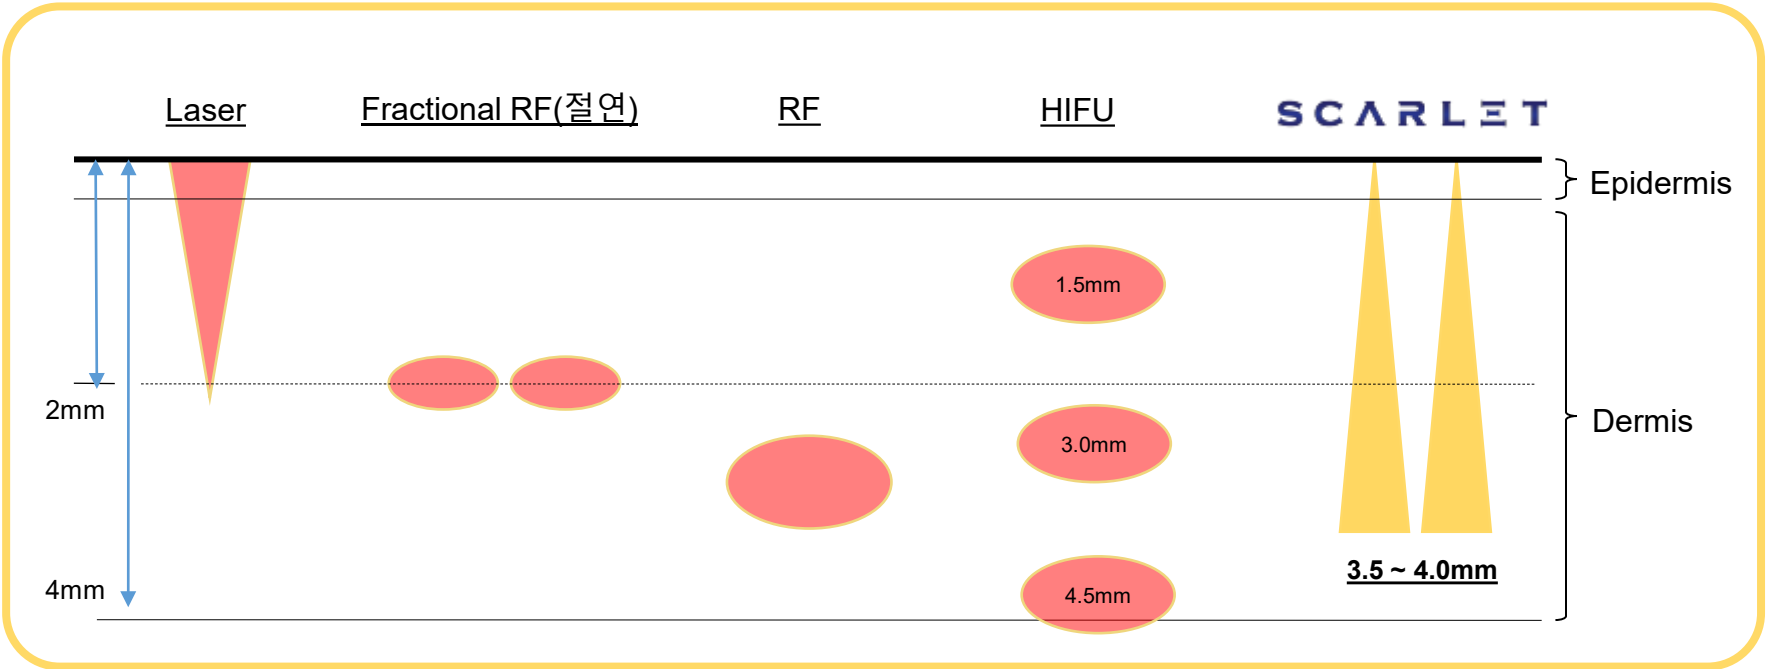 Laser
Fractional RF(절연)
RF
HIFU
SCARLET
Epidermis
1.5mm
2mm
3.0mm
Dermis
3.5 ~ 4.0mm
4mm
4.5mm